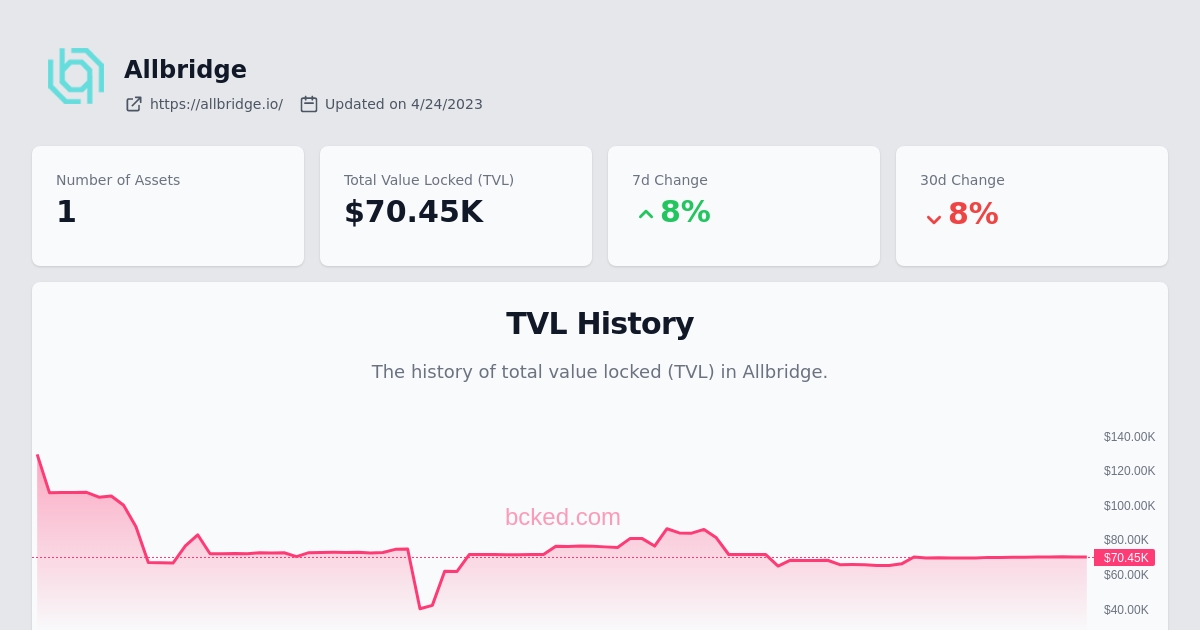 Allbridge
https://allbridge.io/ Updated on 4/24/2023
Number of Assets
1
Total Value Locked (TVL)
$70.45K
7d Change
8%
30d Change
8%
TVL History
The history of total value locked (TVL) in Allbridge.
bcked.com
$140.00K
$120.00K
$100.00K
$80.00K
$70.45K
$60.00K
$40.00K